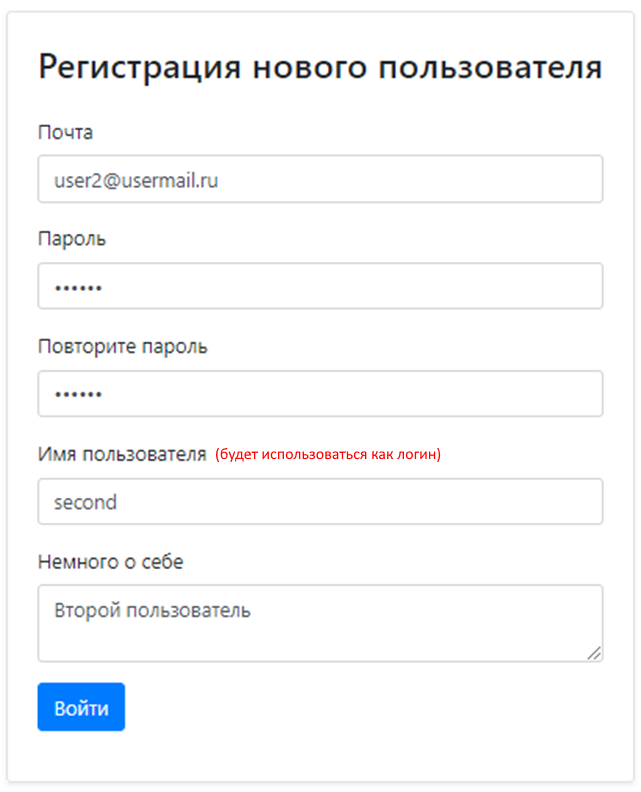 Регистрация нового пользователя
Почта
user2@usermail.ru
Пароль
••••••
Повторите пароль
••••••
Имя пользователя (будет использоваться как логин)
second
Немного о себе
Второй пользователь
Войти